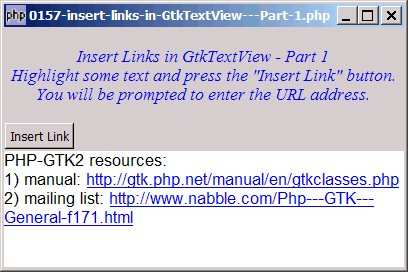 php 0157-insert-links-in-GtkTextView---Part-1.php
Insert Links in GtkTextView - Part 1
Highlight some text and press the "Insert Link" button.
You will be prompted to enter the URL address.
Insert Link
PHP-GTK2 resources:
1) manual: http://gtk.php.net/manual/en/gtkclasses.php
2) mailing list: http://www.nabble.com/Php---GTK---
General-f171.html